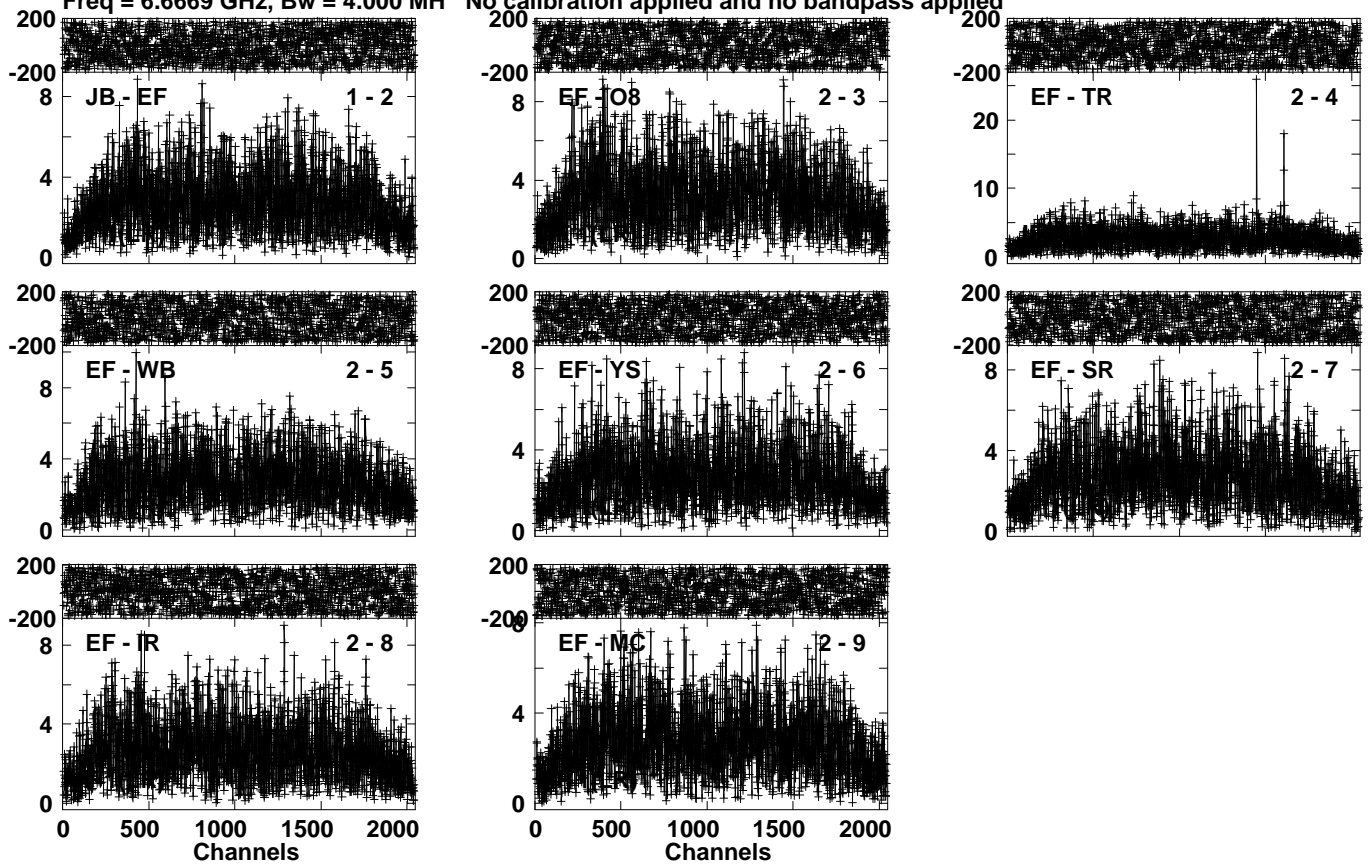 Freq = 6.6669 GHz, Bw = 4.000 MH No calibration applied and no bandpass applied
200 200 200
-200 -200 -200
JB - EF 1 - 2 EF - O8 2 - 3 EF - TR 2 - 4
8 8 20
4 4 10
0 0 0
200 200 200
-200 -200 -200
EF - WB 2 - 5 EF - YS 2 - 6 EF - SR 2 - 7
8 8 8
4 4 4
0 0 0
200 200
-200 -200
8
EF - IR 2 - 8 EF - MC 2 - 9
8
4 4
0 0
0 500 1000 1500 2000 0 500 1000 1500 2000
Channels Channels